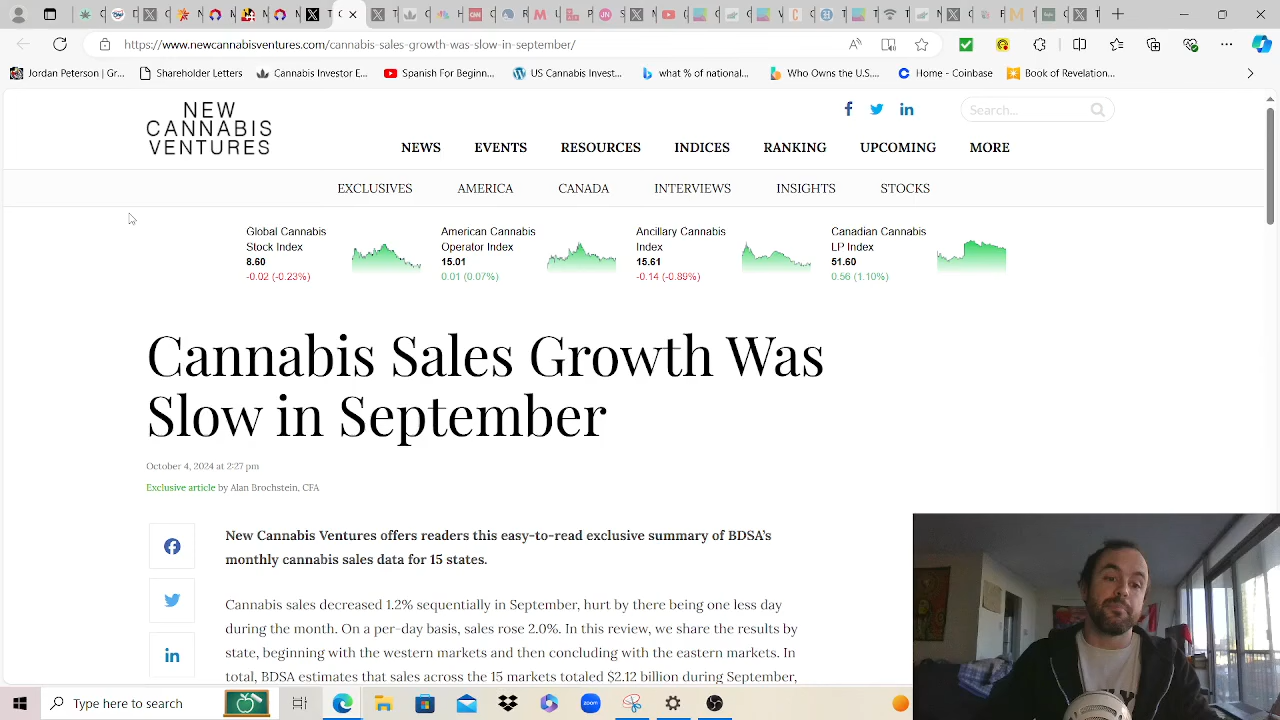 https://www.newcannabisventures.com/cannabis-sales-growth-was-slow-in-september/
Jordan Peterson | Gr...
Shareholder Letters
Cannabis Investor E...
Spanish For Beginn...
US Cannabis Invest...
what % of national...
Who Owns the U.S....
Home - Coinbase
Book of Revelation...
NEW
CANNABIS
VENTURES
Search...
NEWS EVENTS RESOURCES INDICES RANKING UPCOMING MORE
EXCLUSIVES AMERICA CANADA INTERVIEWS INSIGHTS STOCKS
Global Cannabis
Stock Index
8.60
-0.02 (-0.23%)
American Cannabis
Operator Index
15.01
0.01 (0.07%)
Ancillary Cannabis
Index
15.61
-0.14 (-0.89%)
Canadian Cannabis
LP Index
51.60
0.56 (1.10%)
Cannabis Sales Growth Was
Slow in September
October 4, 2024 at 2:27 pm
Exclusive article by Alan Brochstein, CFA
New Cannabis Ventures offers readers this easy-to-read exclusive summary of BDSA's
monthly cannabis sales data for 15 states.
Cannabis sales decreased 1.2% sequentially in September, hurt by there being one less day
during the month. On a per-day basis, sales rose 2.0%. In this review, we share the results by
state, beginning with the western markets and then concluding with the eastern markets. In
total, BDSA estimates that sales across the 15 markets totaled $2.12 billion during September,
Type here to search
zoom